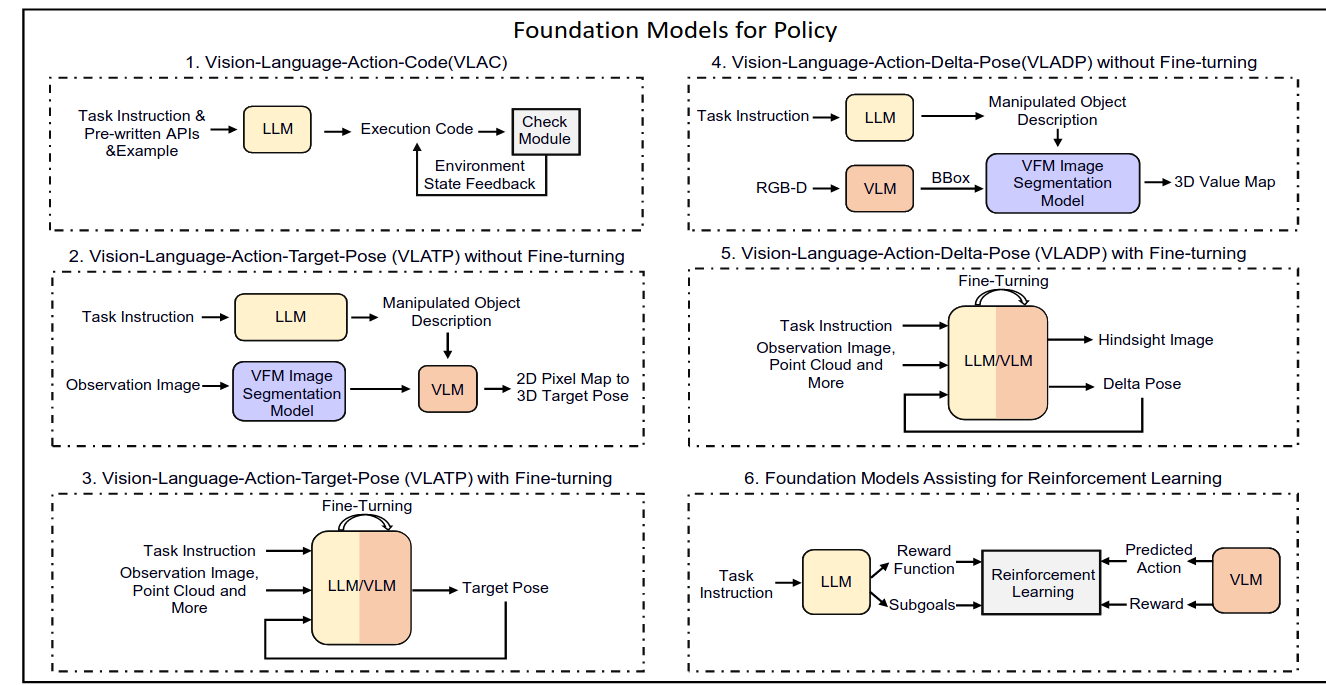 Foundation Models for Policy
1. Vision-Language-Action-Code(VLAC)
Task Instruction &
Pre-written APIs
&Example
LLM
Execution Code
Check
Module
Environment
State Feedback
2. Vision-Language-Action-Target-Pose (VLATP) without Fine-turning
Task Instruction
LLM
Manipulated Object
Description
Observation Image
VFM Image
Segmentation
Model
VLM
2D Pixel Map to
3D Target Pose
3. Vision-Language-Action-Target-Pose (VLATP) with Fine-turning
Fine-Turning
Task Instruction
Observation Image,
Point Cloud and
More
LLM/VLM
Target Pose
4. Vision-Language-Action-Delta-Pose(VLADP) without Fine-turning
Task Instruction
LLM
Manipulated Object
Description
RGB-D
VLM
BBox
VFM Image
Segmentation
Model
3D Value Map
5. Vision-Language-Action-Delta-Pose (VLADP) with Fine-turning
Fine-Turning
Task Instruction
Observation Image,
Point Cloud and
More
LLM/VLM
Hindsight Image
Delta Pose
6. Foundation Models Assisting for Reinforcement Learning
Task
Instruction
LLM
Reward
Function
Subgoals
Reinforcement
Learning
Predicted
Action
Reward
VLM